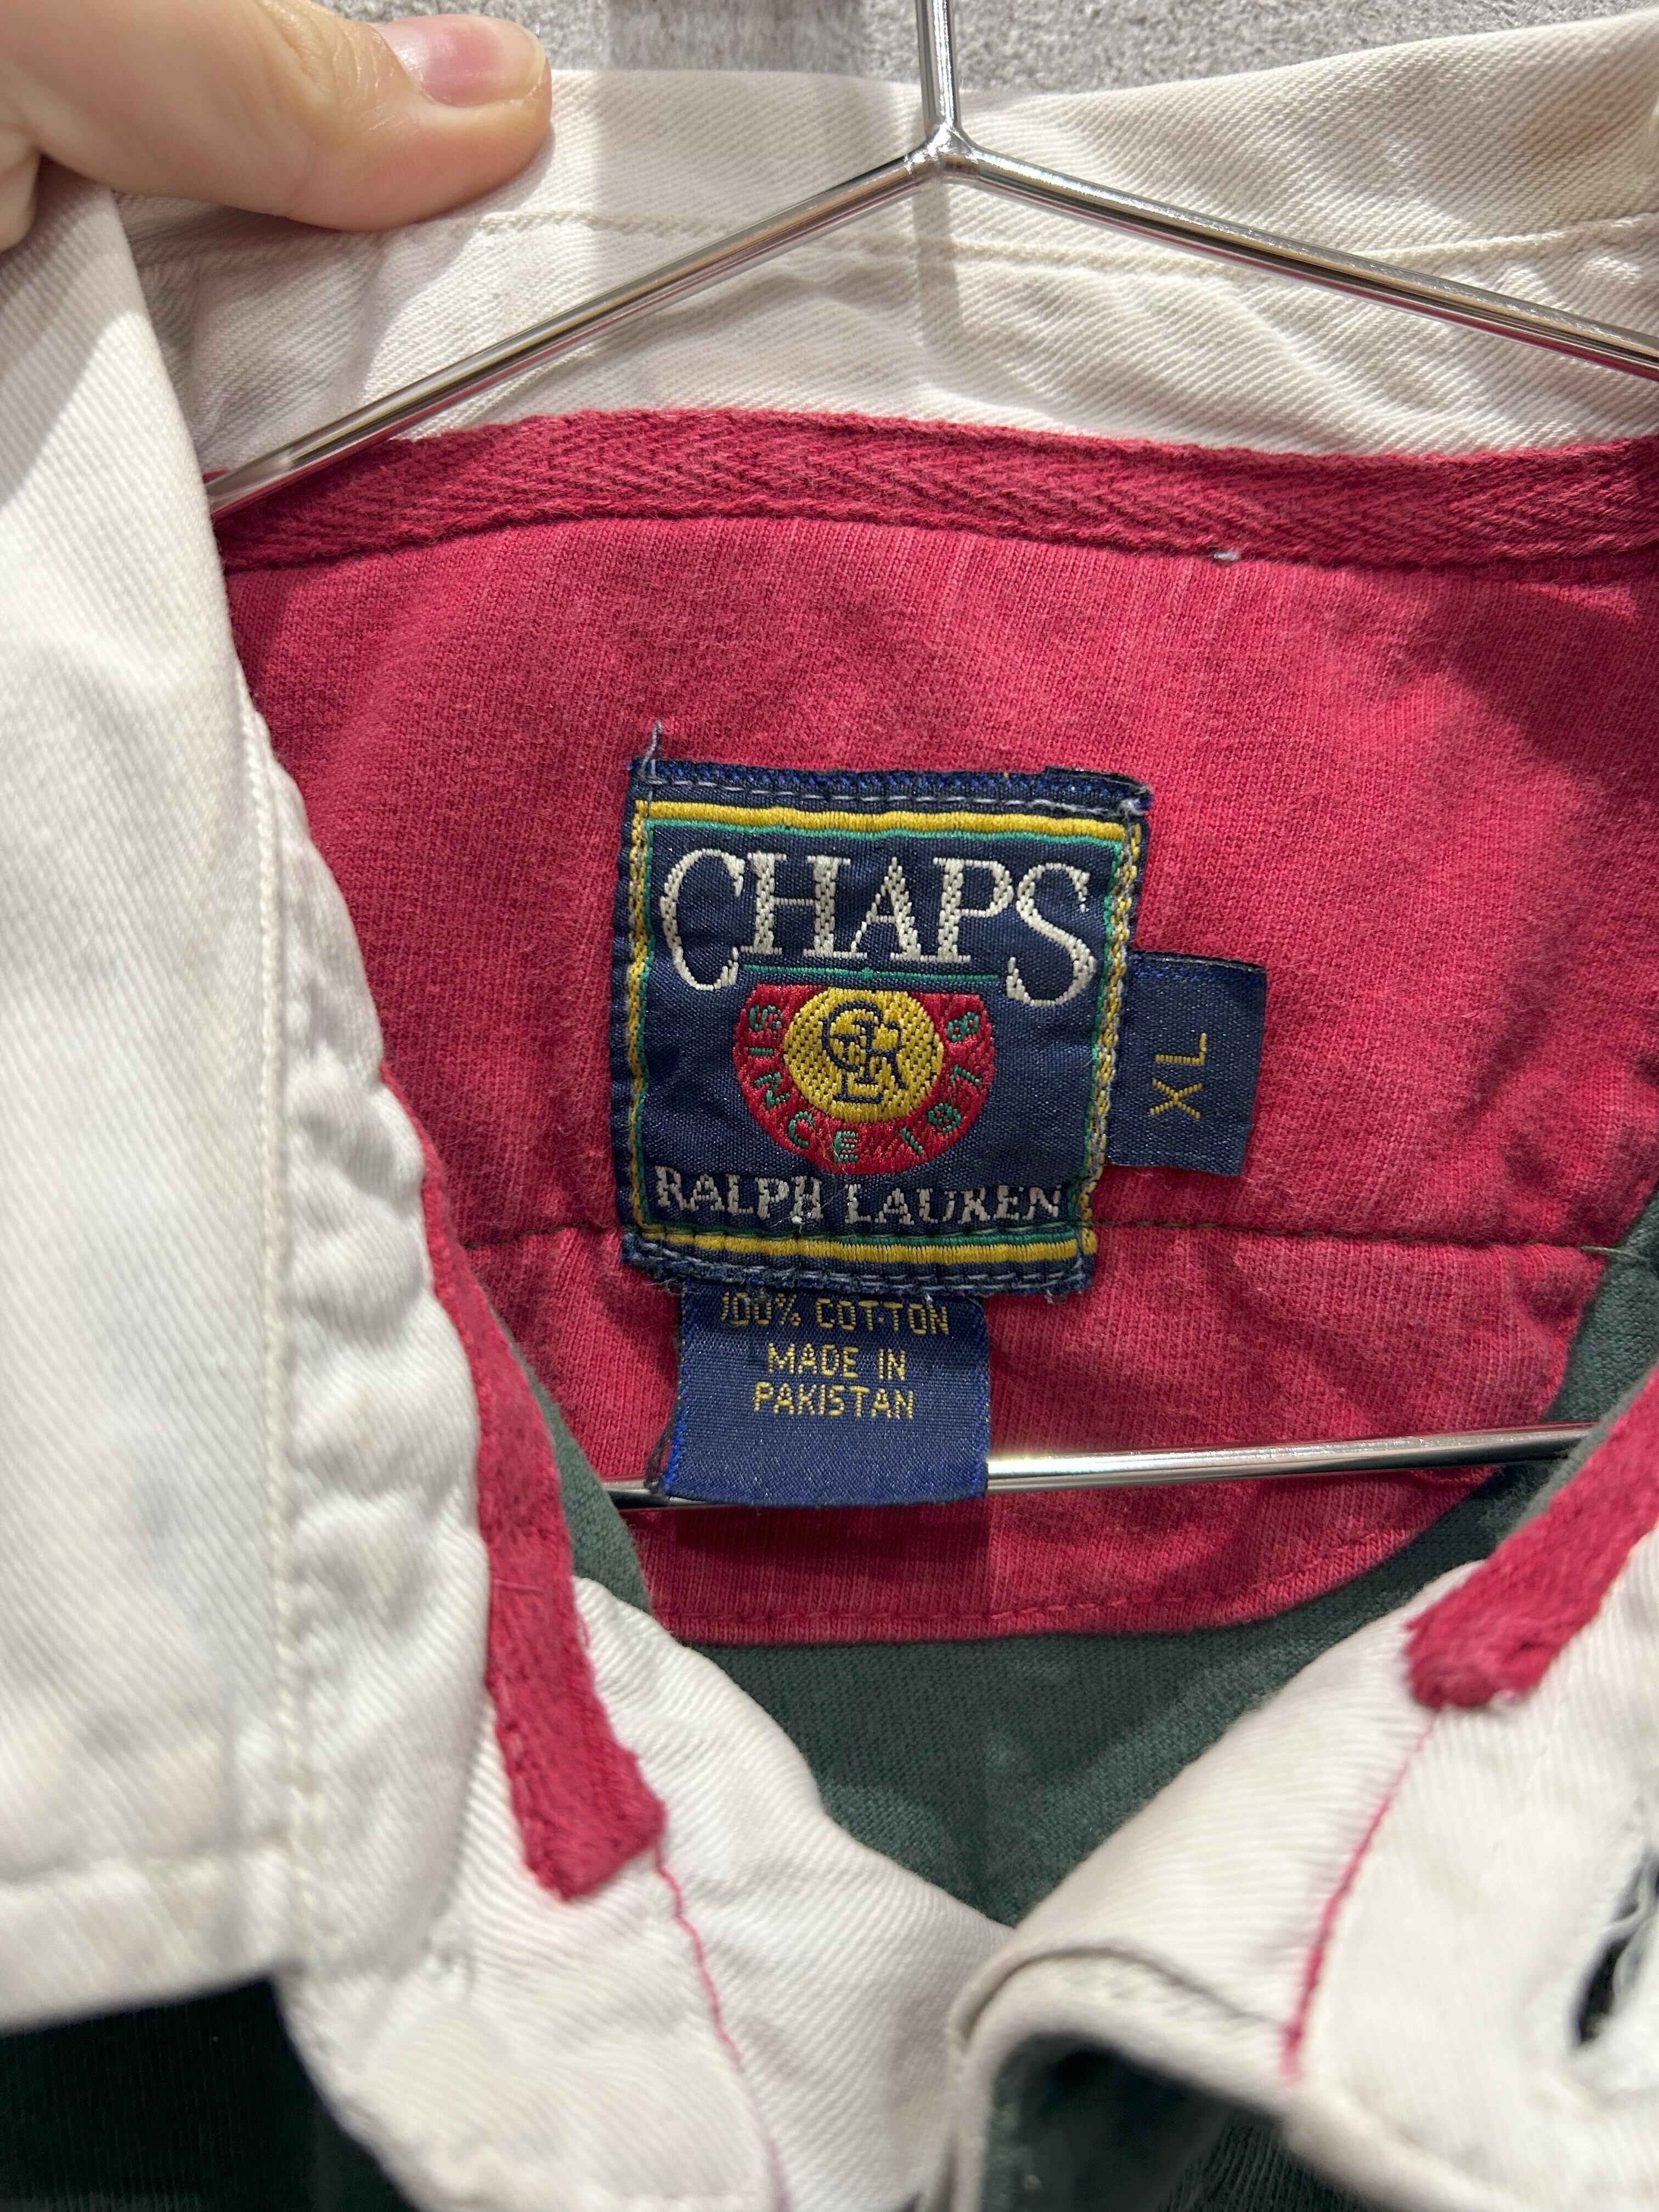 CHAPS
SINCE 1978
RALPH LAUREN
XL
100% COTTON
MADE IN
PAKISTAN